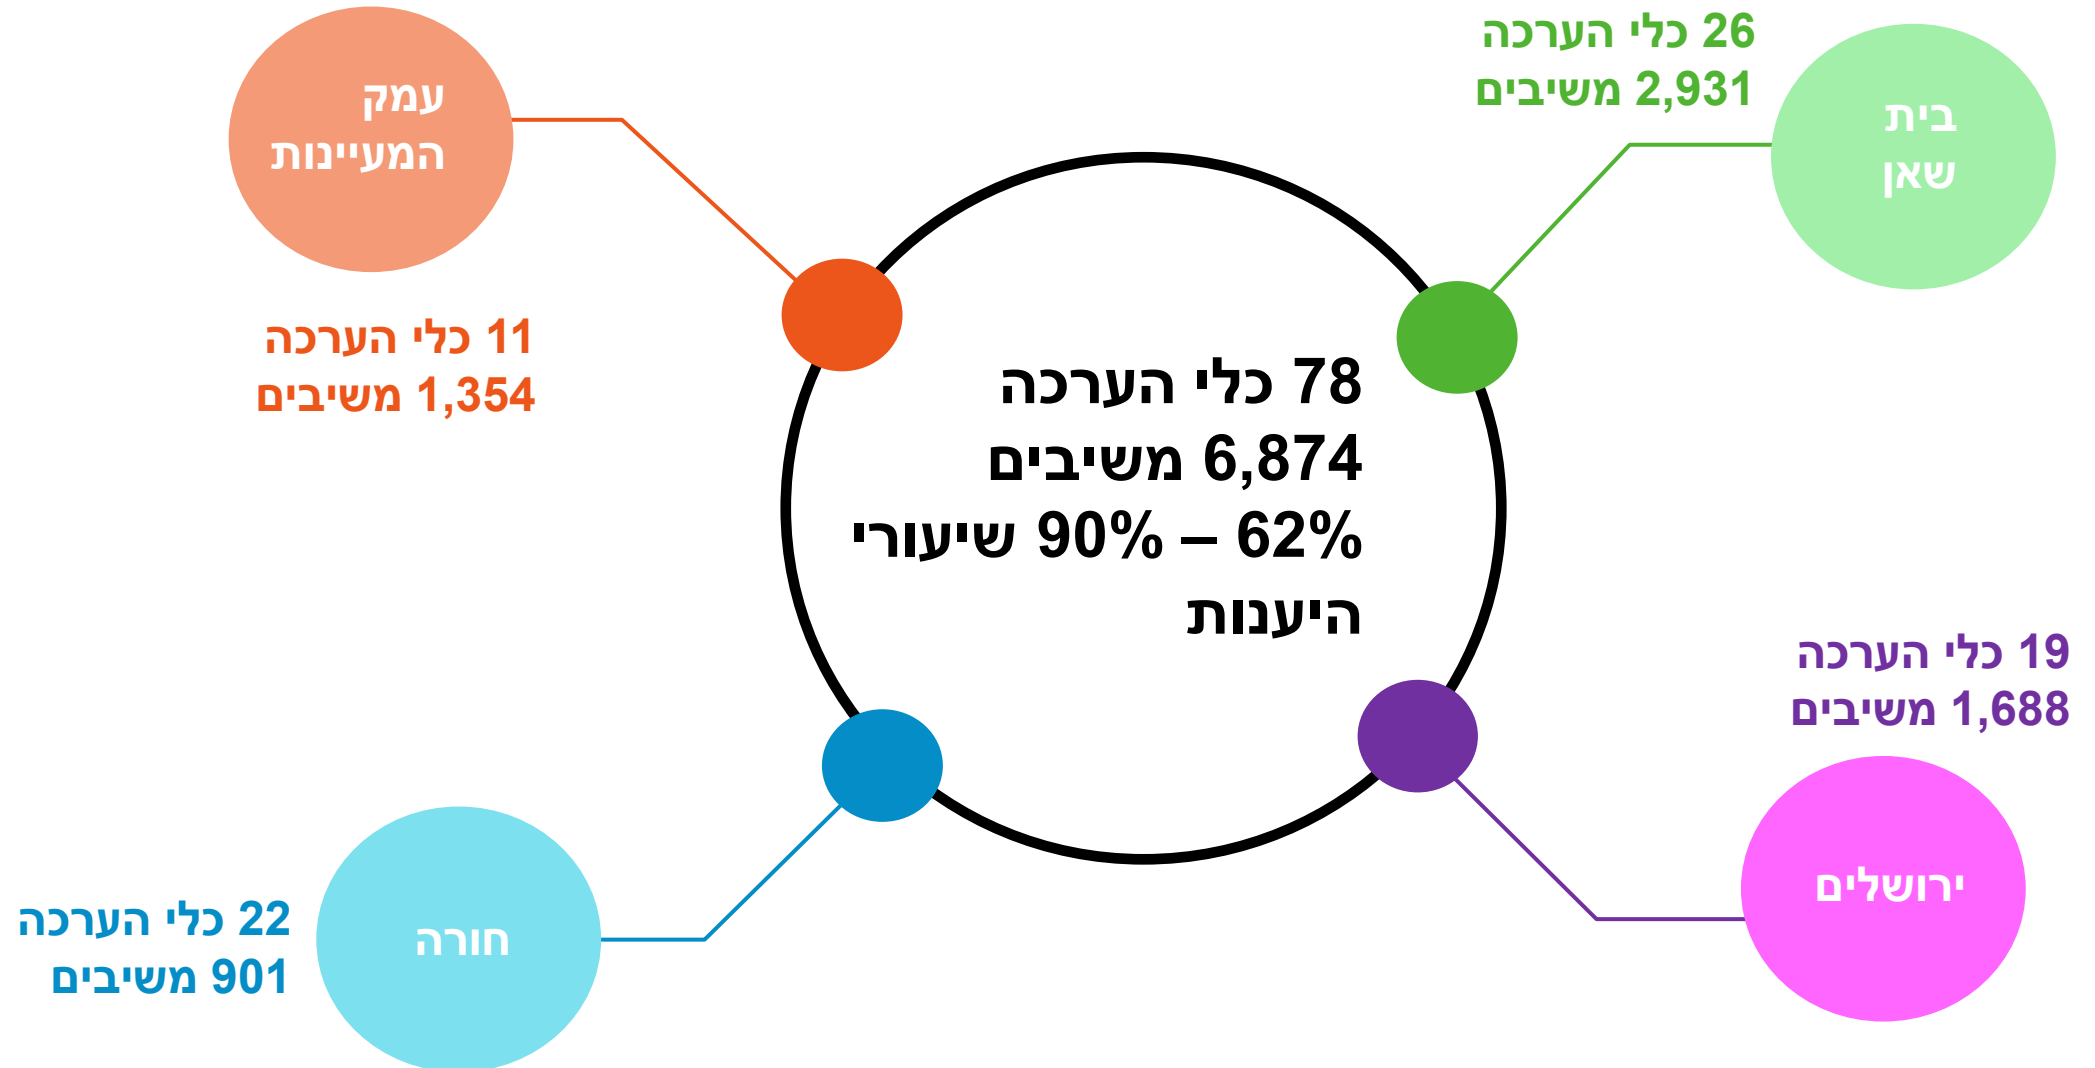 26 כלי הערכה
2,931 משיבים
בית
שאן
עמק
המעיינות
11 כלי הערכה
1,354 משיבים
78 כלי הערכה
6,874 משיבים
62% – 90% שיעורי
היענות
19 כלי הערכה
1,688 משיבים
ירושלים
22 כלי הערכה
901 משיבים
חורה